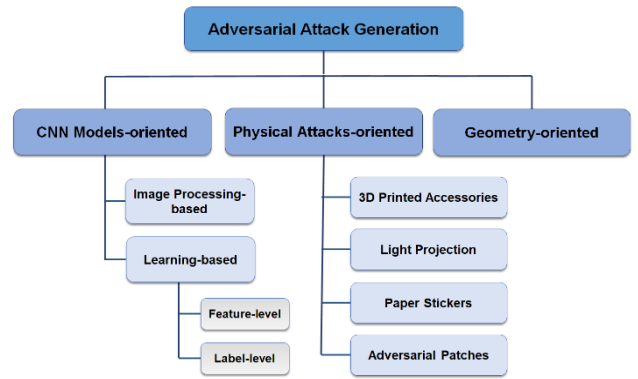 Adversarial Attack Generation
CNN Models-oriented
Physical Attacks-oriented
Geometry-oriented
Image Processing-
based
Learning-based
Feature-level
Label-level
3D Printed Accessories
Light Projection
Paper Stickers
Adversarial Patches